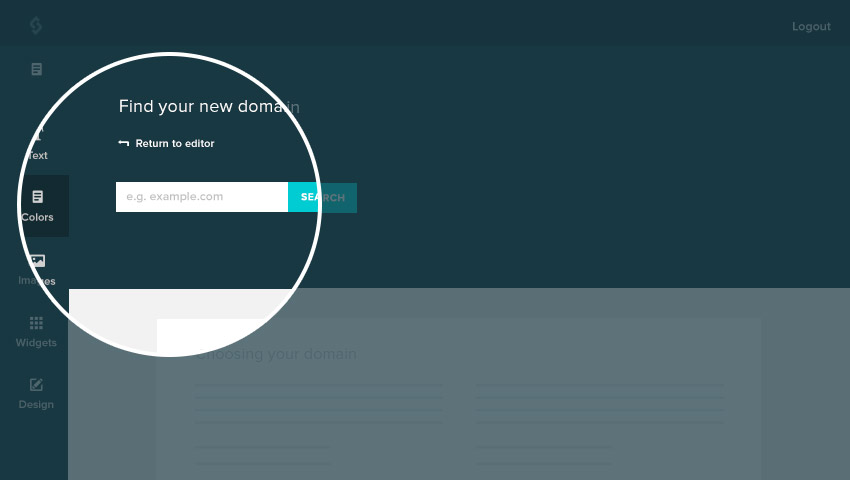 Logout
Find your new domain
Return to editor
Text
e.g. example.com
SEARCH
Colors
Images
Widgets
Choosing your domain
Design